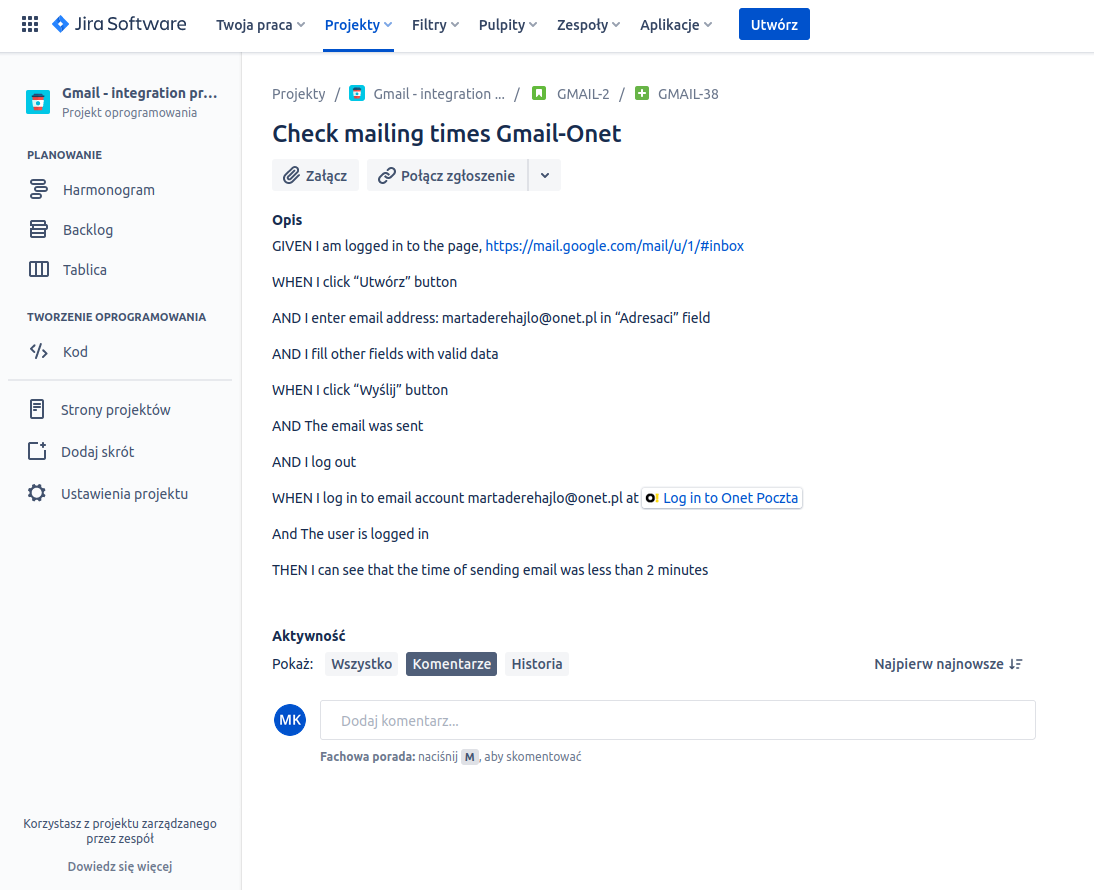 Jira Software Twoja praca Projekty Filtry Pulpity Zespoły Aplikacje Utwórz
Gmail - integration pr...
Projekt oprogramowania
PLANOWANIE
Harmonogram
Backlog
Tablica
TWORZENIE OPROGRAMOWANIA
Kod
Strony projektów
Dodaj skrót
Ustawienia projektu
Korzystasz z projektu zarządzanego
przez zespół
Dowiedz się więcej
Projekty / Gmail - integration ... / GMAIL-2 / GMAIL-38
Check mailing times Gmail-Onet
Załącz Połącz zgłoszenie
Opis
GIVEN I am logged in to the page, https://mail.google.com/mail/u/1/#inbox
WHEN I click “Utwórz” button
AND I enter email address: martaderehajlo@onet.pl in “Adresaci” field
AND I fill other fields with valid data
WHEN I click “Wyślij” button
AND The email was sent
AND I log out
WHEN I log in to email account martaderehajlo@onet.pl at Log in to Onet Poczta
And The user is logged in
THEN I can see that the time of sending email was less than 2 minutes
Aktywność
Pokaż: Wszystko Komentarze Historia Najpierw najnowsze
MK Dodaj komentarz...
Fachowa porada: naciśnij M, aby skomentować